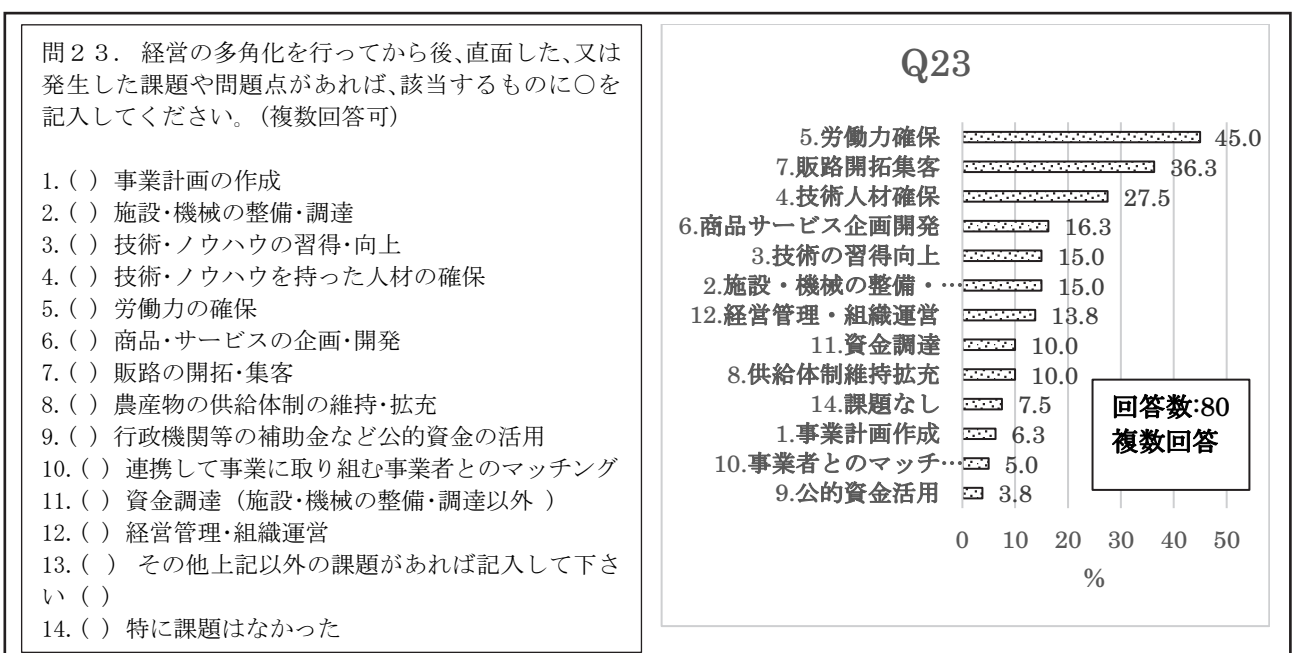 問２３．経営の多角化を行ってから後、直面した、又は
発生した課題や問題点があれば、該当するものに○を
記入してください。（複数回答可）
1.( ) 事業計画の作成
2.( ) 施設・機械の整備・調達
3.( ) 技術・ノウハウの習得・向上
4.( ) 技術・ノウハウを持った人材の確保
5.( ) 労働力の確保
6.( ) 商品・サービスの企画・開発
7.( ) 販路の開拓・集客
8.( ) 農産物の供給体制の維持・拡充
9.( ) 行政機関等の補助金など公的資金の活用
10.( ) 連携して事業に取り組む事業者とのマッチング
11.( ) 資金調達（施設・機械の整備・調達以外 ）
12.( ) 経営管理・組織運営
13.( ) その他上記以外の課題があれば記入して下さ
い（ ）
14.( ) 特に課題はなかった
Q23
5.労働力確保 45.0
7.販路開拓集客 36.3
4.技術人材確保 27.5
6.商品サービス企画開発 16.3
3.技術の習得向上 15.0
2.施設・機械の整備・… 15.0
12.経営管理・組織運営 13.8
11.資金調達 10.0
8.供給体制維持拡充 10.0
14.課題なし 7.5
1.事業計画作成 6.3
10.事業者とのマッチ… 5.0
9.公的資金活用 3.8
回答数:80
複数回答
0 10 20 30 40 50
%